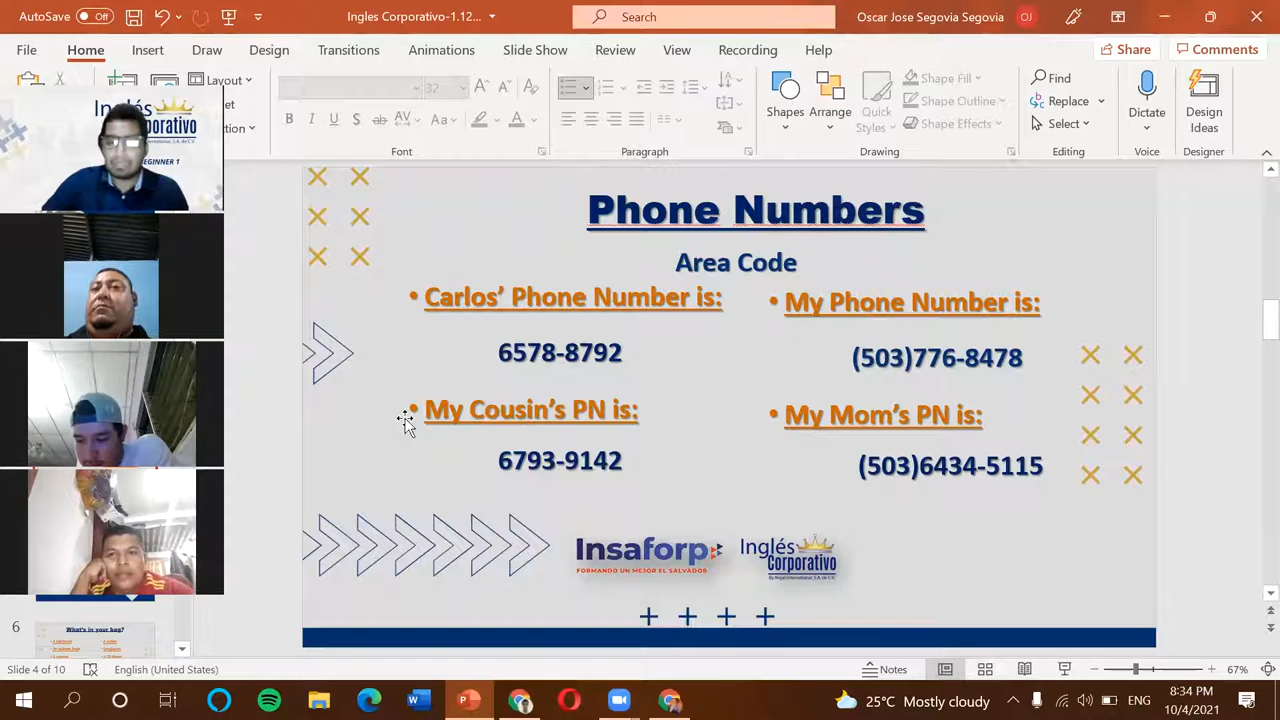 AutoSave Off Ingles Corporativo-1.12... Search Oscar Jose Segovia Segovia OJ
File Home Insert Draw Design Transitions Animations Slide Show Review View Recording Help Share Comments
Layout Shape Fill Find
Shapes Arrange Quick Styles Shape Outline Replace Dictate Design Ideas
Shape Effects Select
Font Paragraph Drawing Editing Voice Designer
Inglés
BEGINNER 1
Phone Numbers
Area Code
• Carlos’ Phone Number is:
6578-8792
• My Cousin’s PN is:
6793-9142
• My Phone Number is:
(503)776-8478
• My Mom’s PN is:
(503)6434-5115
Insaforp
FORMANDO UN MEJOR EL SALVADOR
Inglés
Corporativo
6 What's in your bag?
Slide 4 of 10 English (United States) Notes 67%
25°C Mostly cloudy ENG 8:34 PM
10/4/2021